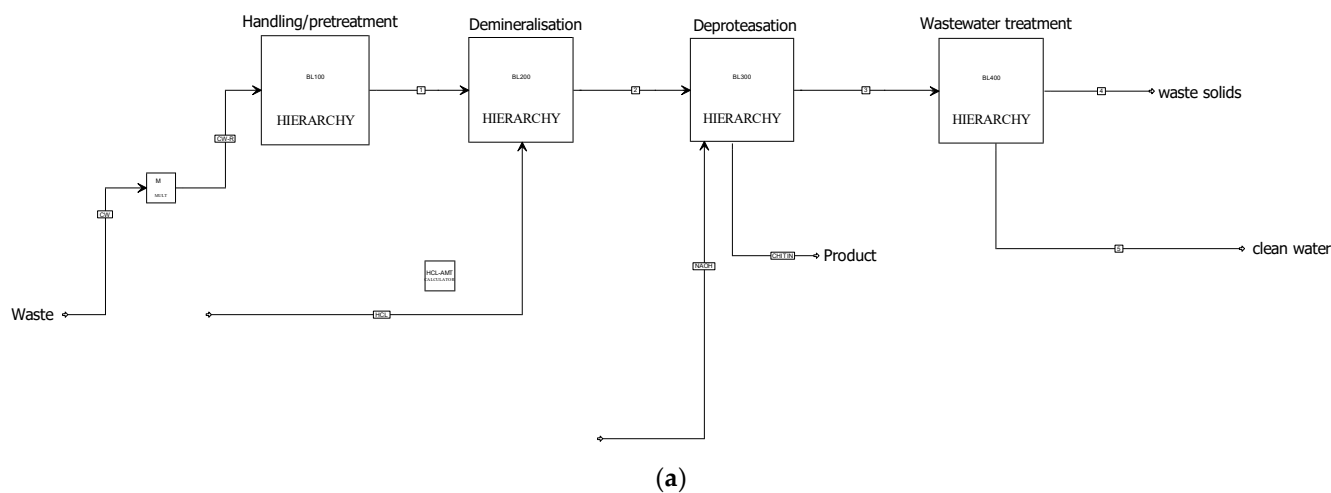 Handling/pretreatment
Demineralisation
Deproteasation
Wastewater treatment
BL100
HIERARCHY
BL200
HIERARCHY
BL300
HIERARCHY
BL400
HIERARCHY
1
2
3
4
waste solids
CW-R
M
MULT
CW
HCL-AMT
CALCULATOR
NAOH
CHITIN
Product
5
clean water
Waste
HCL
(a)